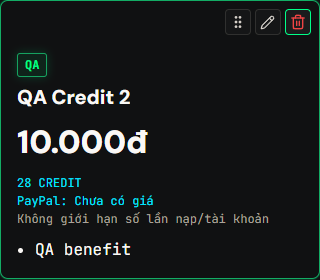 QA
QA Credit 2
10.000đ
28 CREDIT
PayPal: Chưa có giá
Không giới hạn số lần nạp/tài khoản
• QA benefit